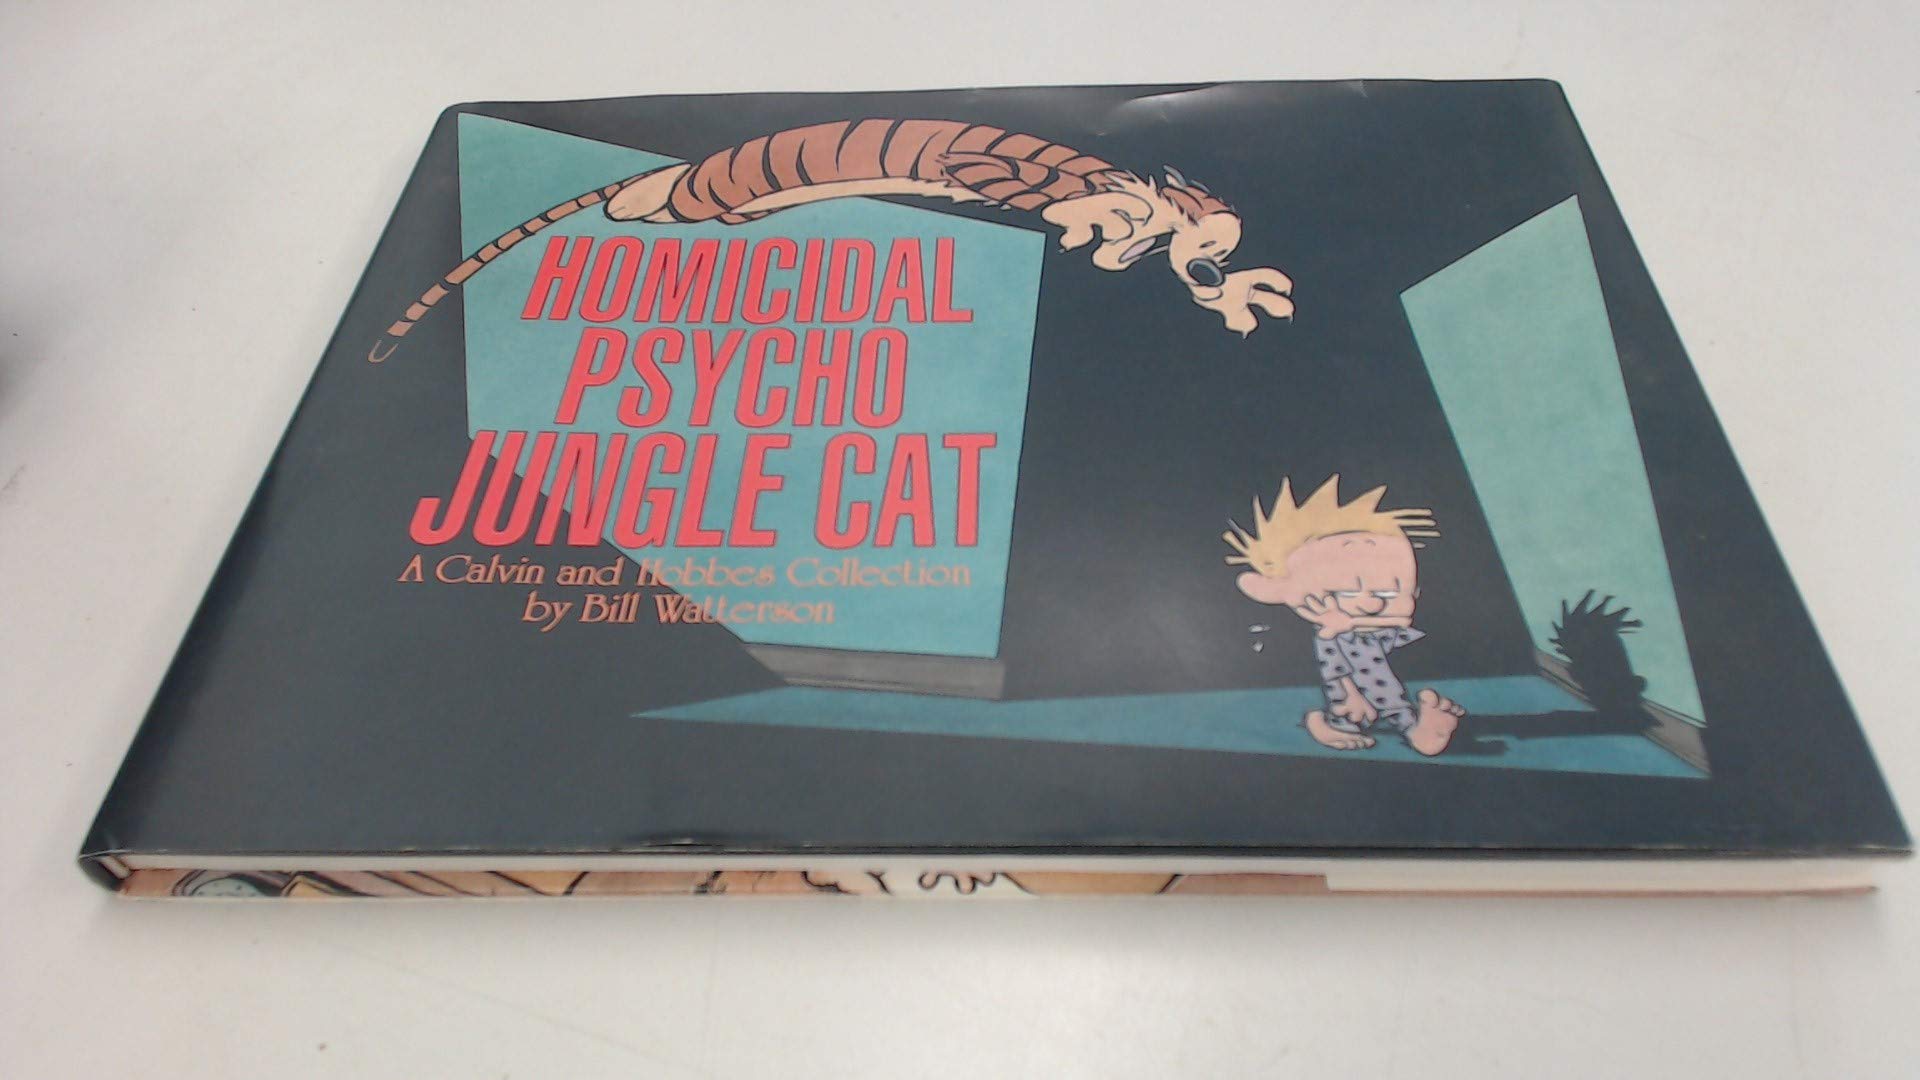 HOMICIDAL
PSYCHO
JUNGLE CAT
A Calvin and Hobbes Collection
by Bill Watterson